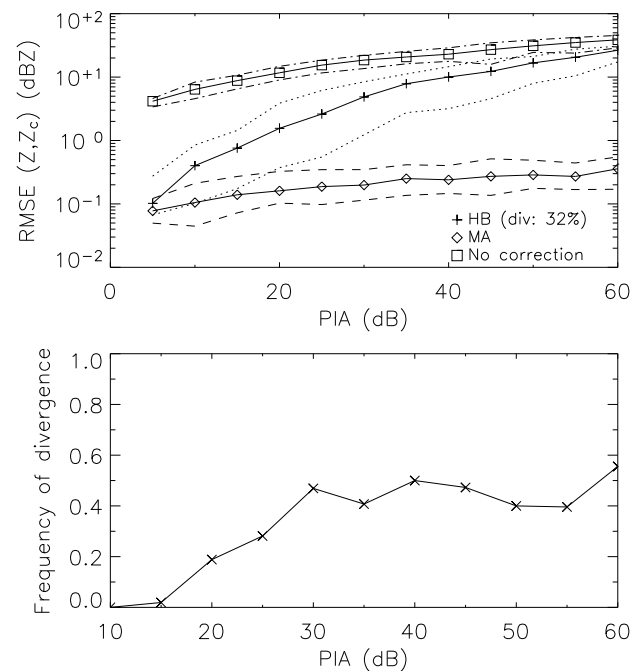 10+2
10+1
10 0
10−1
10−2
RMSE (Z,Zc) (dBZ)
HB (div: 32%)
MA
No correction
0 20 40 60
PIA (dB)
1.0
0.8
0.6
0.4
0.2
0.0
Frequency of divergence
10 20 30 40 50 60
PIA (dB)